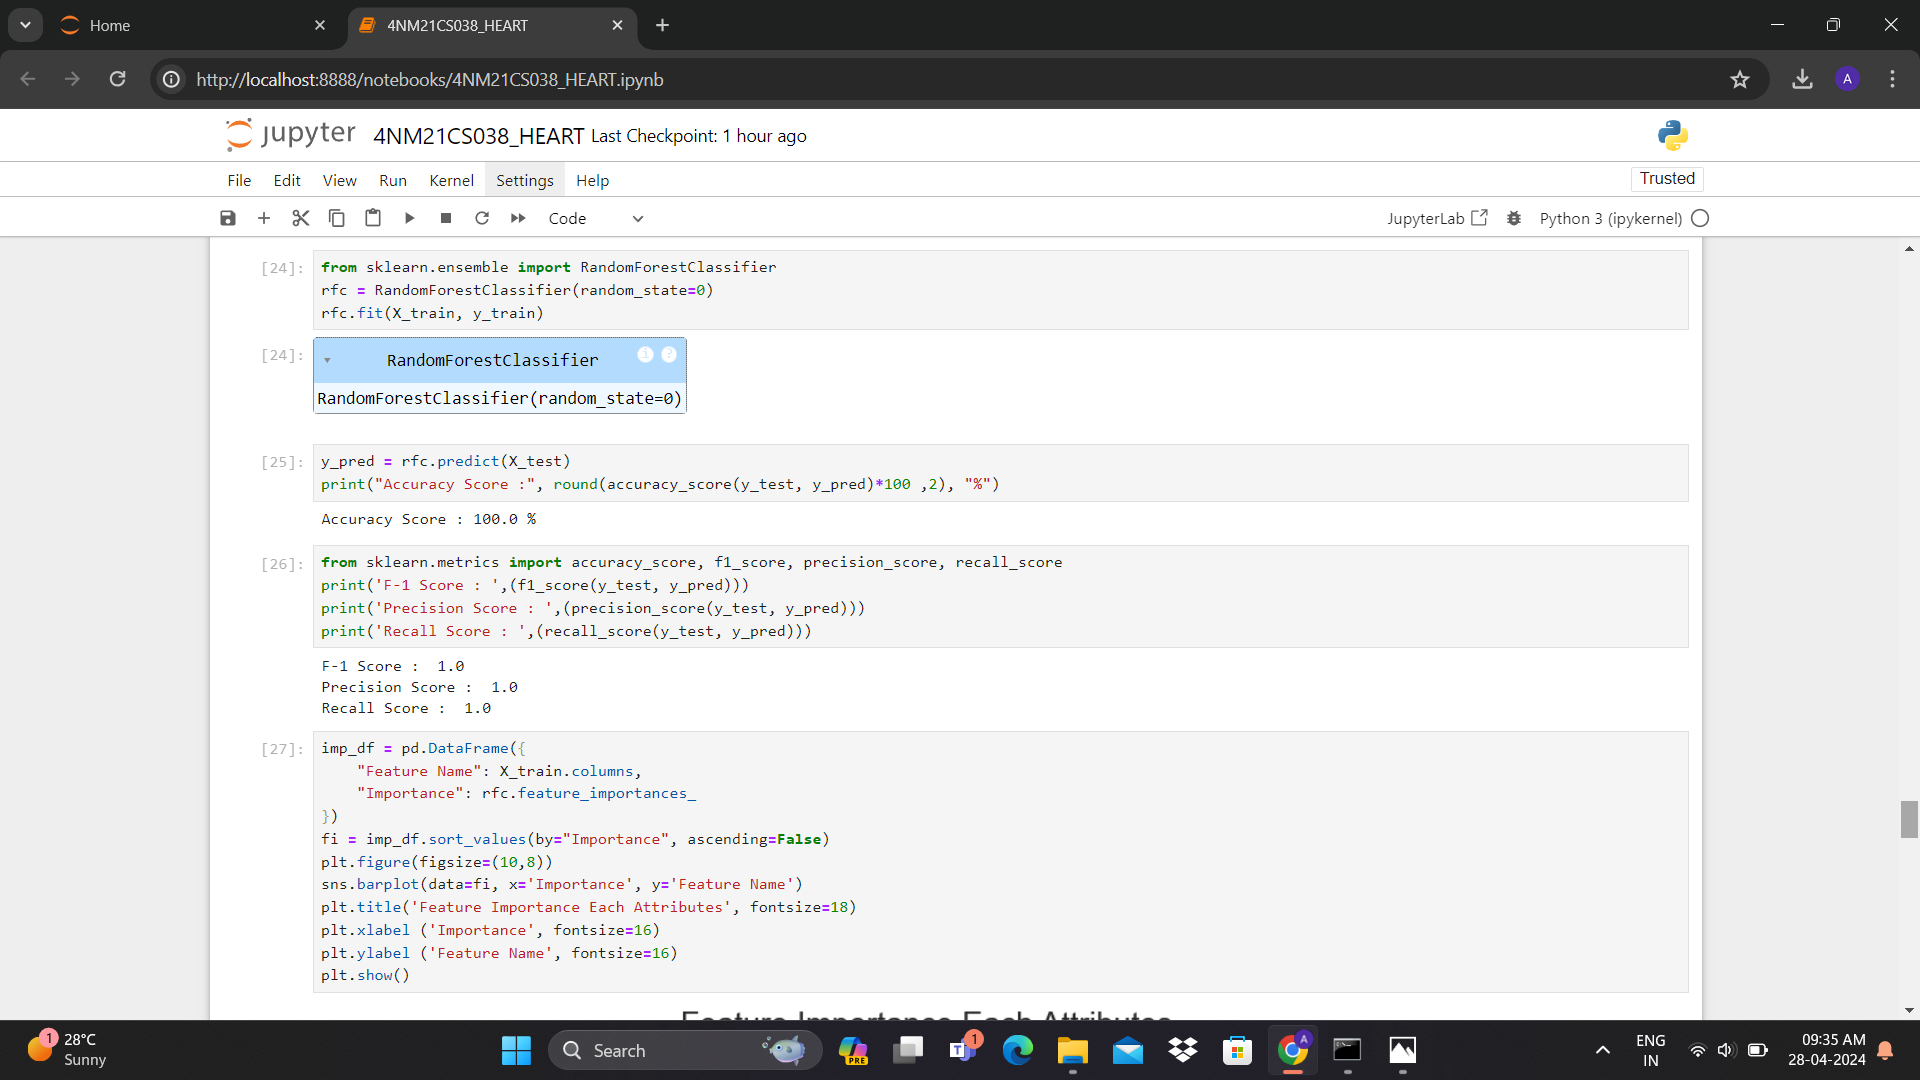 Home
4NM21CS038_HEART
http://localhost:8888/notebooks/4NM21CS038_HEART.ipynb
A
jupyter 4NM21CS038_HEART Last Checkpoint: 1 hour ago
File Edit View Run Kernel Settings Help
Trusted
Code
JupyterLab
Python 3 (ipykernel)
[24]:
from sklearn.ensemble import RandomForestClassifier
rfc = RandomForestClassifier(random_state=0)
rfc.fit(X_train, y_train)
[24]:
RandomForestClassifier
i ?
RandomForestClassifier(random_state=0)
[25]:
y_pred = rfc.predict(X_test)
print("Accuracy Score :", round(accuracy_score(y_test, y_pred)*100 ,2), "%")
Accuracy Score : 100.0 %
[26]:
from sklearn.metrics import accuracy_score, f1_score, precision_score, recall_score
print('F-1 Score : ',(f1_score(y_test, y_pred)))
print('Precision Score : ',(precision_score(y_test, y_pred)))
print('Recall Score : ',(recall_score(y_test, y_pred)))
F-1 Score :  1.0
Precision Score :  1.0
Recall Score :  1.0
[27]:
imp_df = pd.DataFrame({
    "Feature Name": X_train.columns,
    "Importance": rfc.feature_importances_
})
fi = imp_df.sort_values(by="Importance", ascending=False)
plt.figure(figsize=(10,8))
sns.barplot(data=fi, x='Importance', y='Feature Name')
plt.title('Feature Importance Each Attributes', fontsize=18)
plt.xlabel ('Importance', fontsize=16)
plt.ylabel ('Feature Name', fontsize=16)
plt.show()
Feature Importance Each Attributes
1
28°C
Sunny
Search
PRE
T
1
A
ENG
IN
09:35 AM
28-04-2024